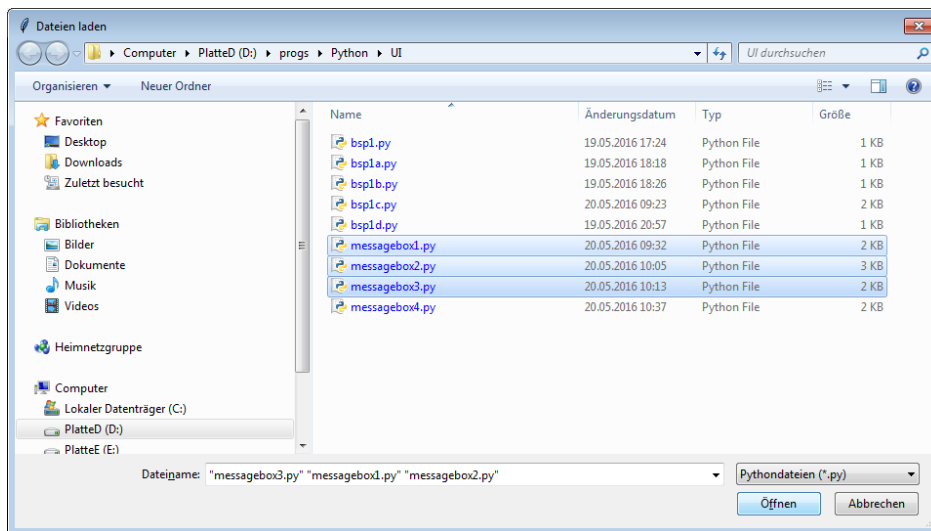 Dateien laden
Computer PlatteD (D:) progs Python UI UI durchsuchen
Organisieren Neuer Ordner
Favoriten
Desktop
Downloads
Zuletzt besucht
Bibliotheken
Bilder
Dokumente
Musik
Videos
Heimnetzgruppe
Computer
Lokaler Datenträger (C:)
PlatteD (D:)
PlatteE (E:)
Name Änderungsdatum Typ Größe
bsp1.py 19.05.2016 17:24 Python File 1 KB
bsp1a.py 19.05.2016 18:18 Python File 1 KB
bsp1b.py 19.05.2016 18:26 Python File 1 KB
bsp1c.py 20.05.2016 09:23 Python File 2 KB
bsp1d.py 19.05.2016 20:57 Python File 1 KB
messagebox1.py 20.05.2016 09:32 Python File 2 KB
messagebox2.py 20.05.2016 10:05 Python File 3 KB
messagebox3.py 20.05.2016 10:13 Python File 2 KB
messagebox4.py 20.05.2016 10:37 Python File 2 KB
Dateiname: "messagebox3.py" "messagebox1.py" "messagebox2.py" Pythondateien (*.py)
Öffnen Abbrechen